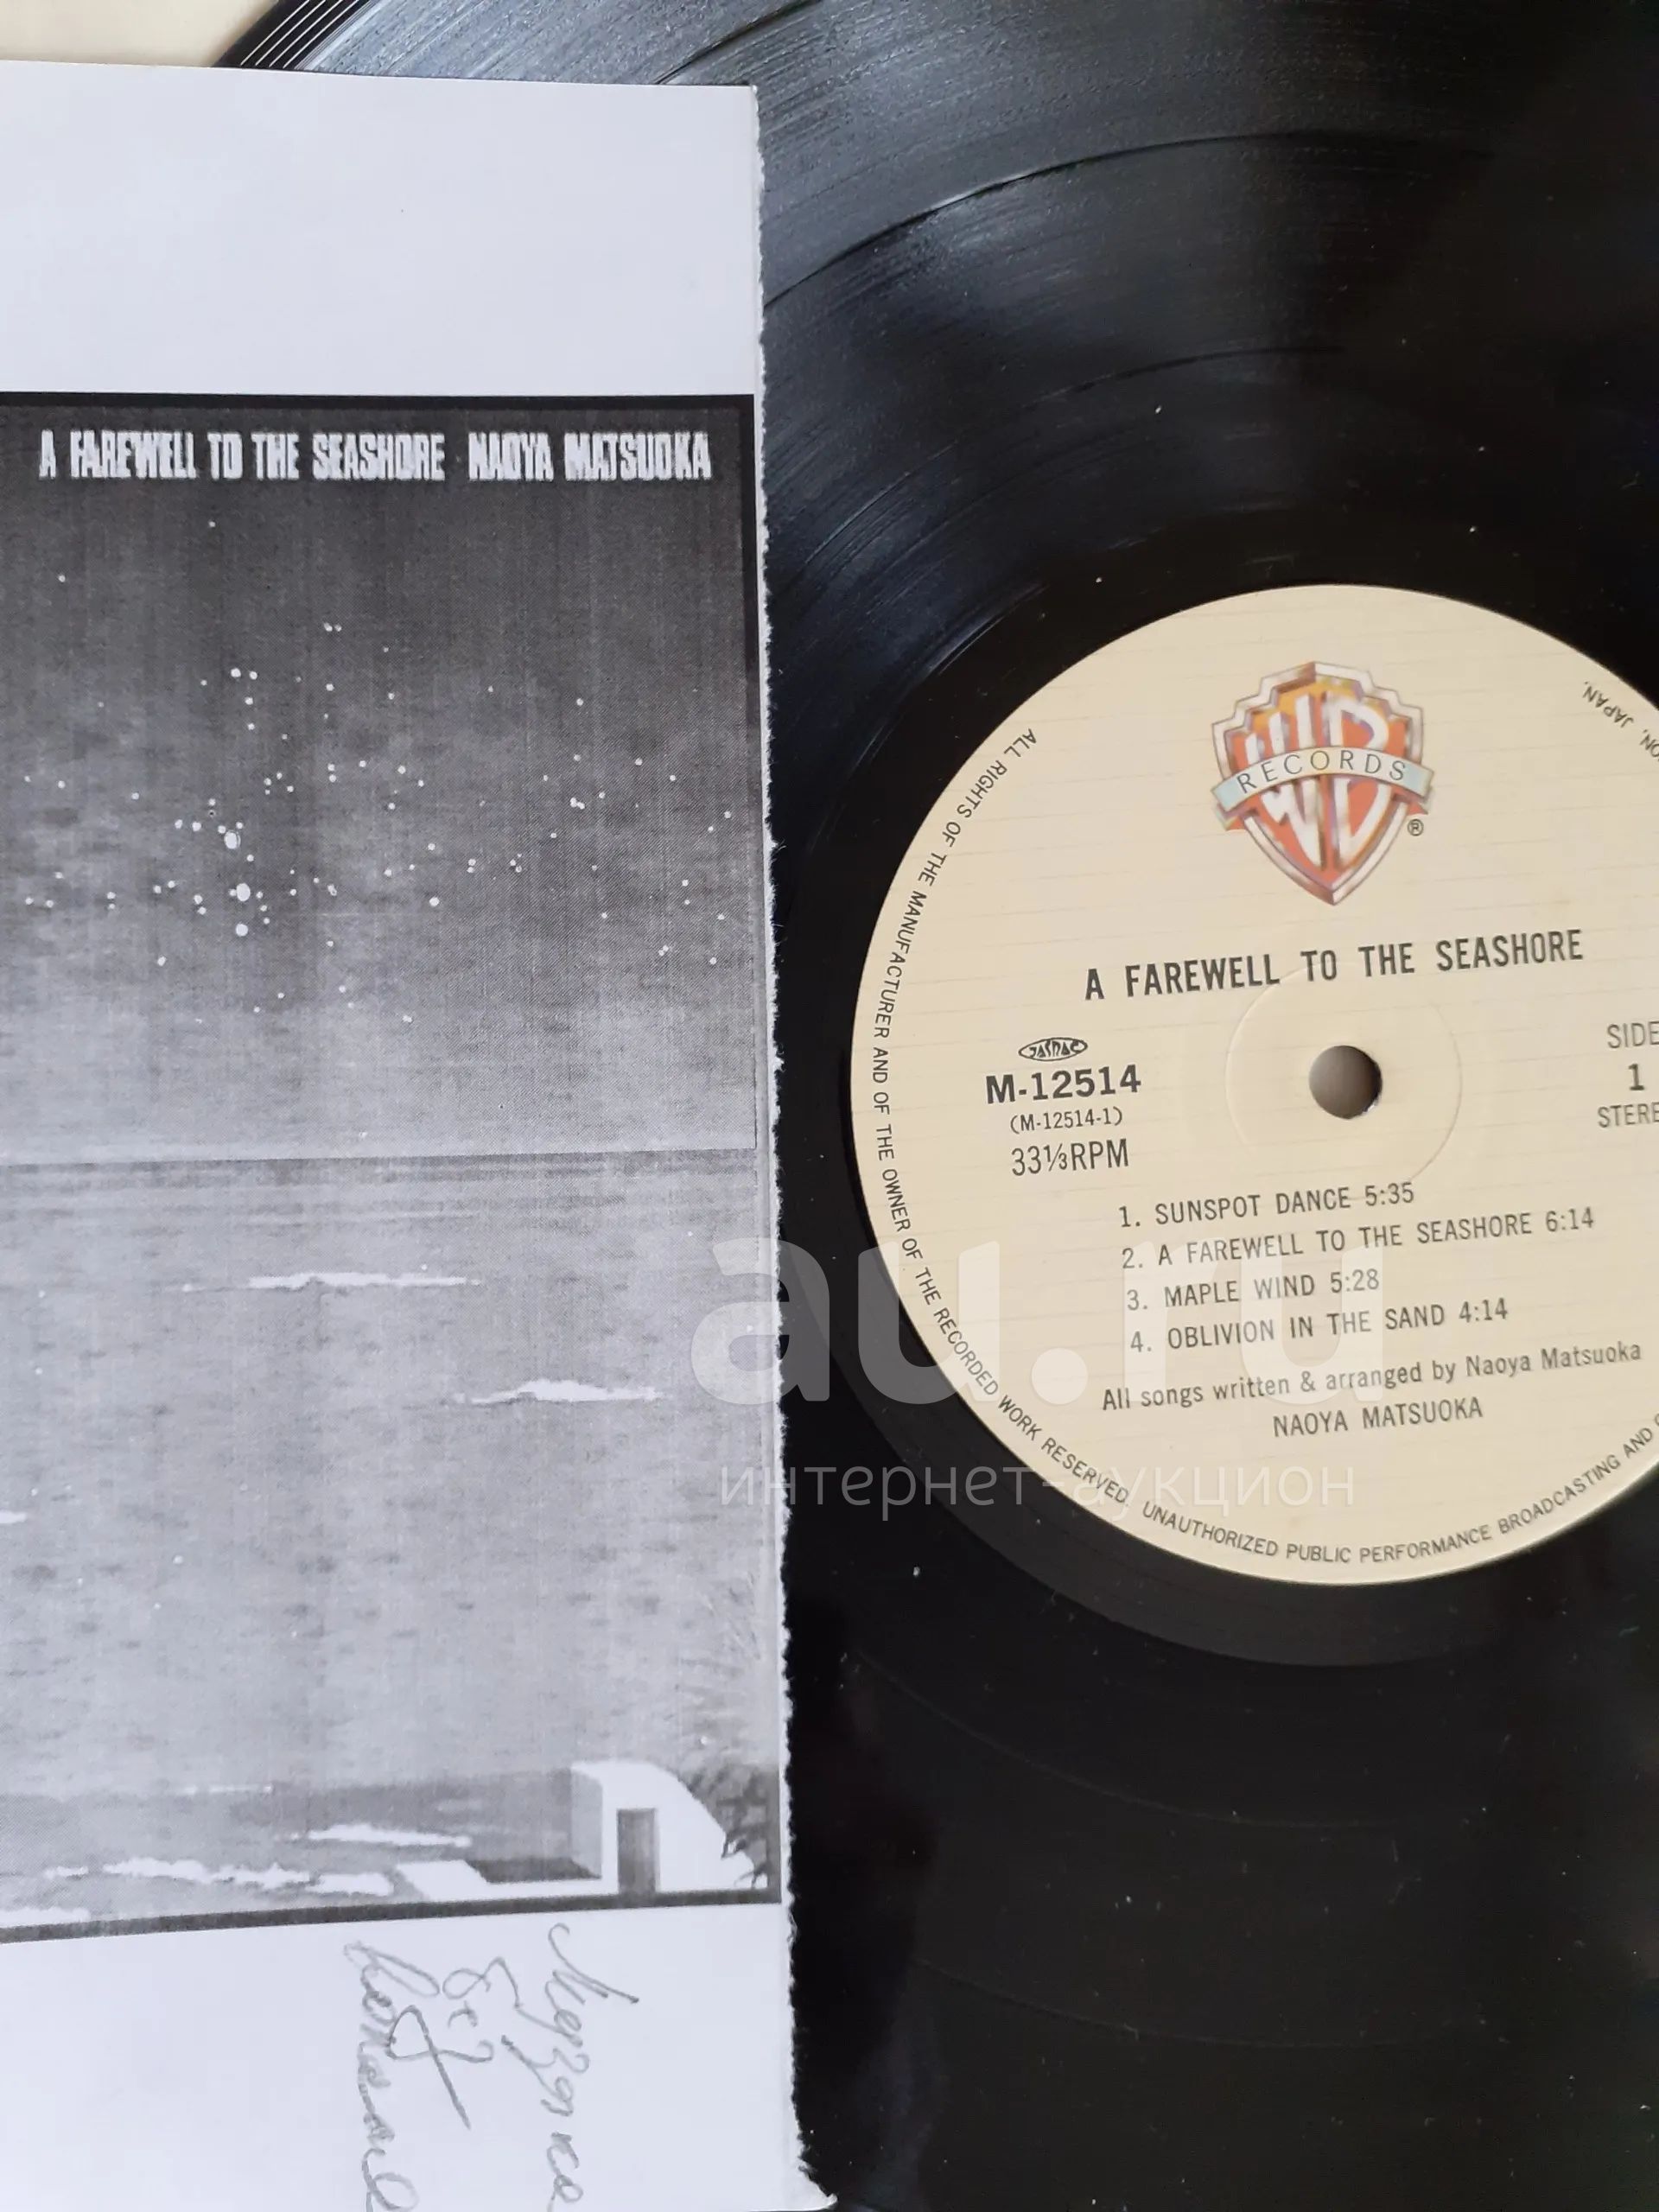 A FAREWELL TO THE SEASHORE NAOYA MATSUOKA
WB
RECORDS
®
A FAREWELL TO THE SEASHORE
JASRAC
M-12514
(M-12514-1)
33⅓RPM
SIDE
1
STERE
1. SUNSPOT DANCE 5:35
2. A FAREWELL TO THE SEASHORE 6:14
3. MAPLE WIND 5:28
4. OBLIVION IN THE SAND 4:14
All songs written & arranged by Naoya Matsuoka
NAOYA MATSUOKA
ALL RIGHTS OF THE MANUFACTURER AND OF THE OWNER OF THE RECORDED WORK RESERVED. UNAUTHORIZED PUBLIC PERFORMANCE BROADCASTING AND
JAPAN.
au.ru
интернет-аукцион
без